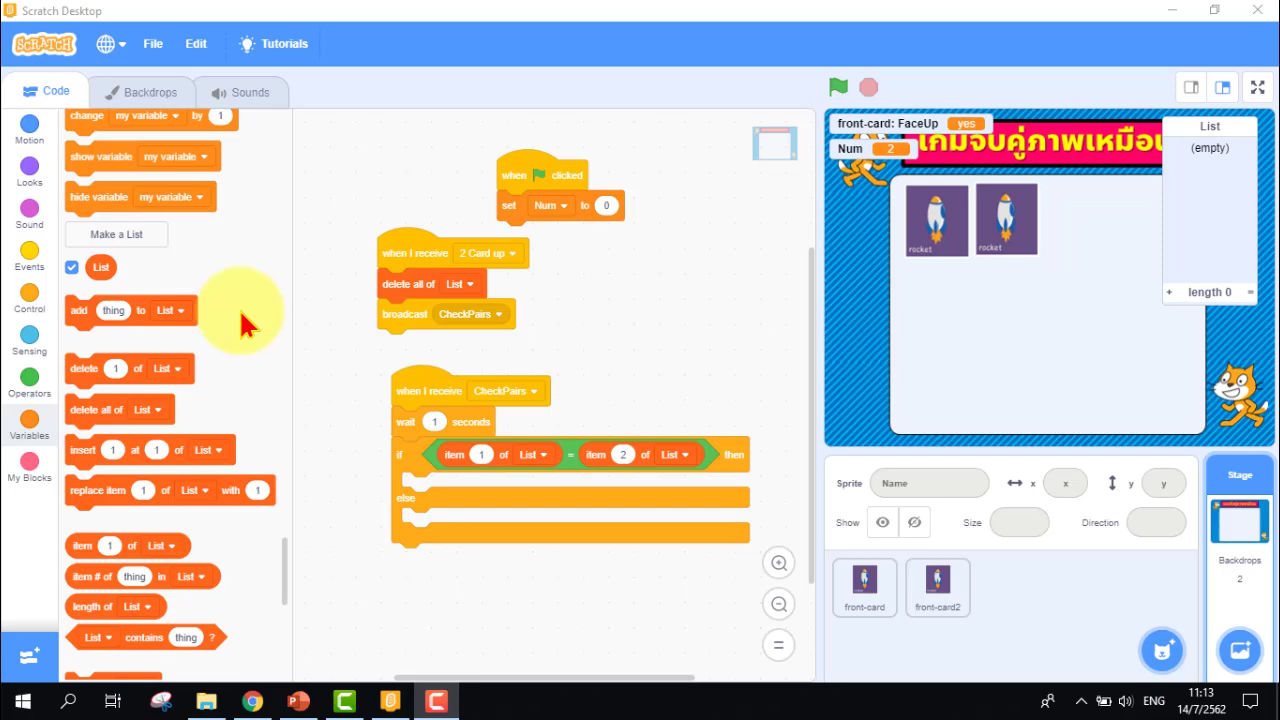 Scratch Desktop
SCRATCH
File
Edit
Tutorials
Code
Backdrops
Sounds
Motion
Looks
Sound
Events
Control
Sensing
Operators
Variables
My Blocks
change my variable by 1
show variable my variable
hide variable my variable
Make a List
List
add thing to List
delete 1 of List
delete all of List
insert 1 at 1 of List
replace item 1 of List with 1
item 1 of List
item # of thing in List
length of List
List contains thing ?
when clicked
set Num to 0
when I receive 2 Card up
delete all of List
broadcast CheckPairs
when I receive CheckPairs
wait 1 seconds
if item 1 of List = item 2 of List then
else
front-card: FaceUp yes
Num 2
เกมจับคู่ภาพเหมือน
List
(empty)
+ length 0 =
rocket
rocket
Sprite Name x x y y
Show Size Direction
front-card
front-card2
Stage
Backdrops
2
ENG
11:13
14/7/2562